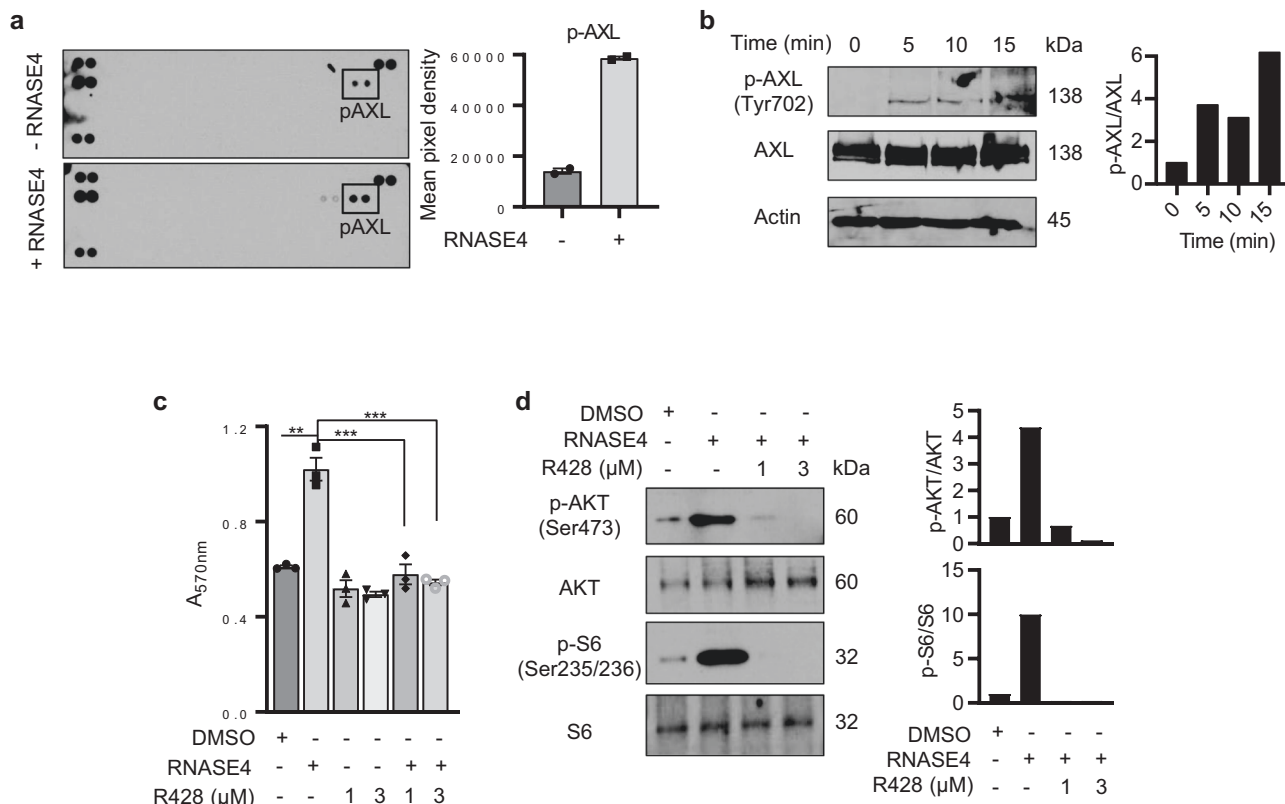 a
- RNASE4
pAXL
+ RNASE4
pAXL
p-AXL
Mean pixel density
60000
40000
20000
0
RNASE4 - +
b
Time (min) 0 5 10 15 kDa
p-AXL
(Tyr702)
138
AXL
138
Actin
45
p-AXL/AXL
6
4
2
0
0 5 10 15
Time (min)
c
A570nm
1.2
0.8
0.4
0.0
**
***
***
DMSO + - - - - -
RNASE4 - + - - + +
R428 (µM) - - 1 3 1 3
d
DMSO + - - -
RNASE4 - + + +
R428 (µM) - - 1 3 kDa
p-AKT
(Ser473)
60
AKT
60
p-S6
(Ser235/236)
32
S6
32
p-AKT/AKT
5
4
3
2
1
0
p-S6/S6
15
10
5
0
DMSO + - - -
RNASE4 - + + +
R428 (µM) - - 1 3